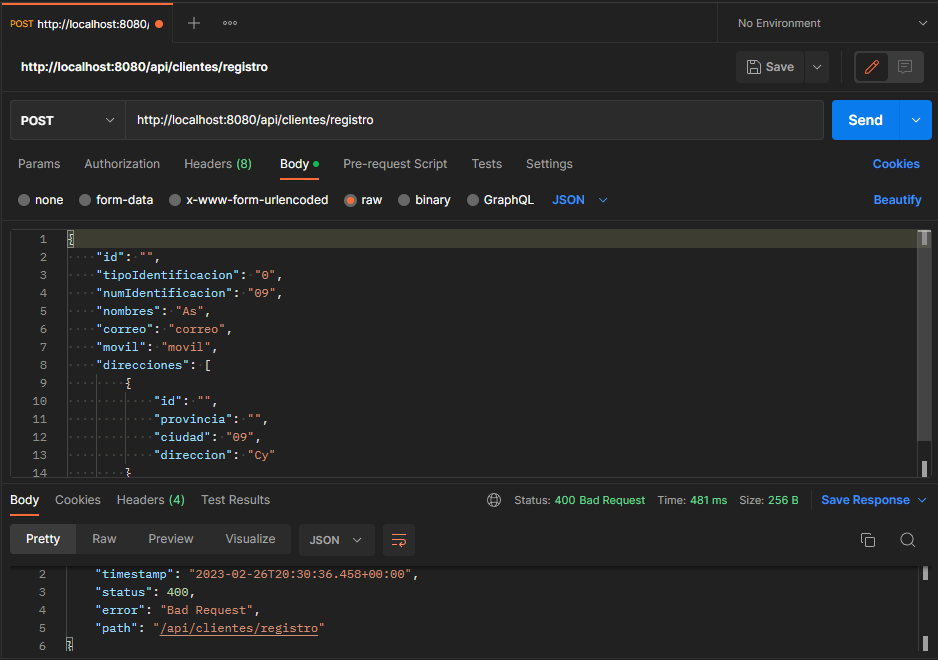 POST http://localhost:8080/
No Environment
http://localhost:8080/api/clientes/registro
Save
POST http://localhost:8080/api/clientes/registro Send
Params Authorization Headers (8) Body Pre-request Script Tests Settings Cookies
none form-data x-www-form-urlencoded raw binary GraphQL JSON Beautify
1 {
2 "id": "",
3 "tipoIdentificacion": "0",
4 "numIdentificacion": "09",
5 "nombres": "As",
6 "correo": "correo",
7 "movil": "movil",
8 "direcciones": [
9 {
10 "id": "",
11 "provincia": "",
12 "ciudad": "09",
13 "direccion": "Cy"
14 }
Body Cookies Headers (4) Test Results Status: 400 Bad Request Time: 481 ms Size: 256 B Save Response
Pretty Raw Preview Visualize JSON
2 "timestamp": "2023-02-26T20:30:36.458+00:00",
3 "status": 400,
4 "error": "Bad Request",
5 "path": "/api/clientes/registro"
6 }